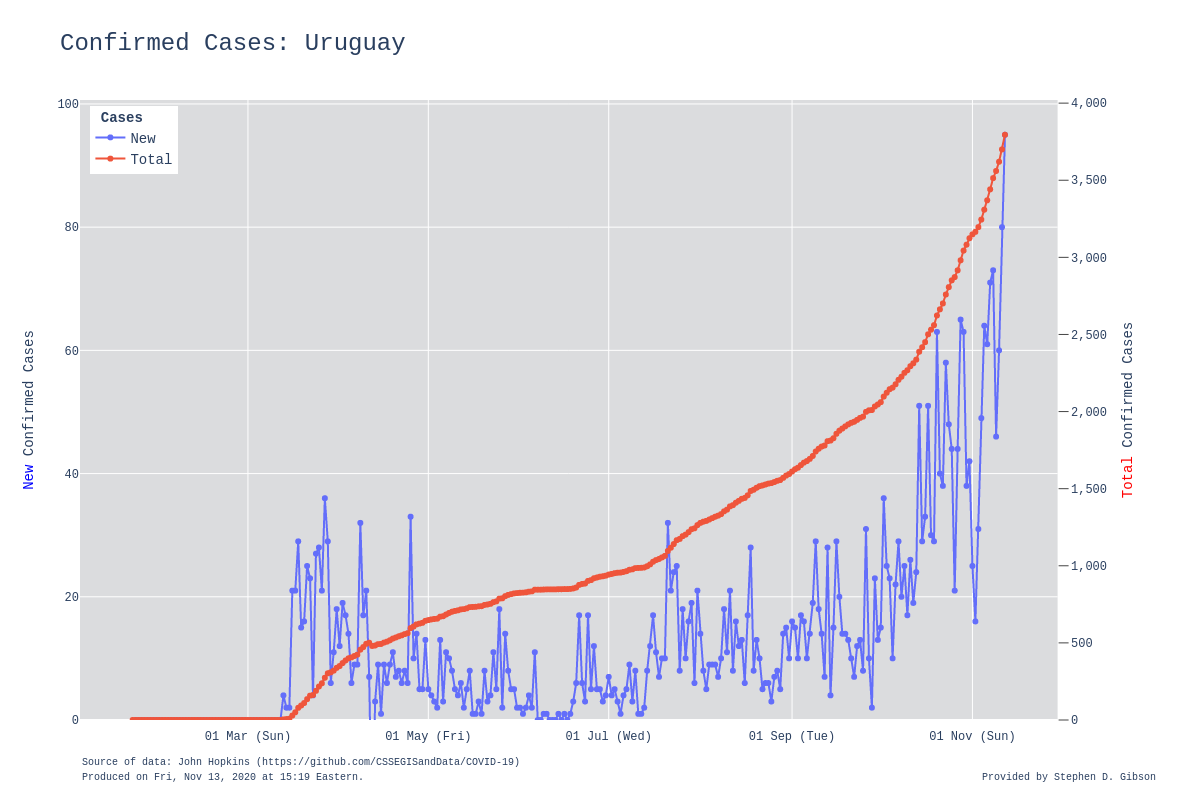 Confirmed Cases: Uruguay
Cases
New
Total
100
80
60
40
20
0
4,000
3,500
3,000
2,500
2,000
1,500
1,000
500
0
New Confirmed Cases
Total Confirmed Cases
01 Mar (Sun)
01 May (Fri)
01 Jul (Wed)
01 Sep (Tue)
01 Nov (Sun)
Source of data: John Hopkins (https://github.com/CSSEGISandData/COVID-19)
Produced on Fri, Nov 13, 2020 at 15:19 Eastern.
Provided by Stephen D. Gibson